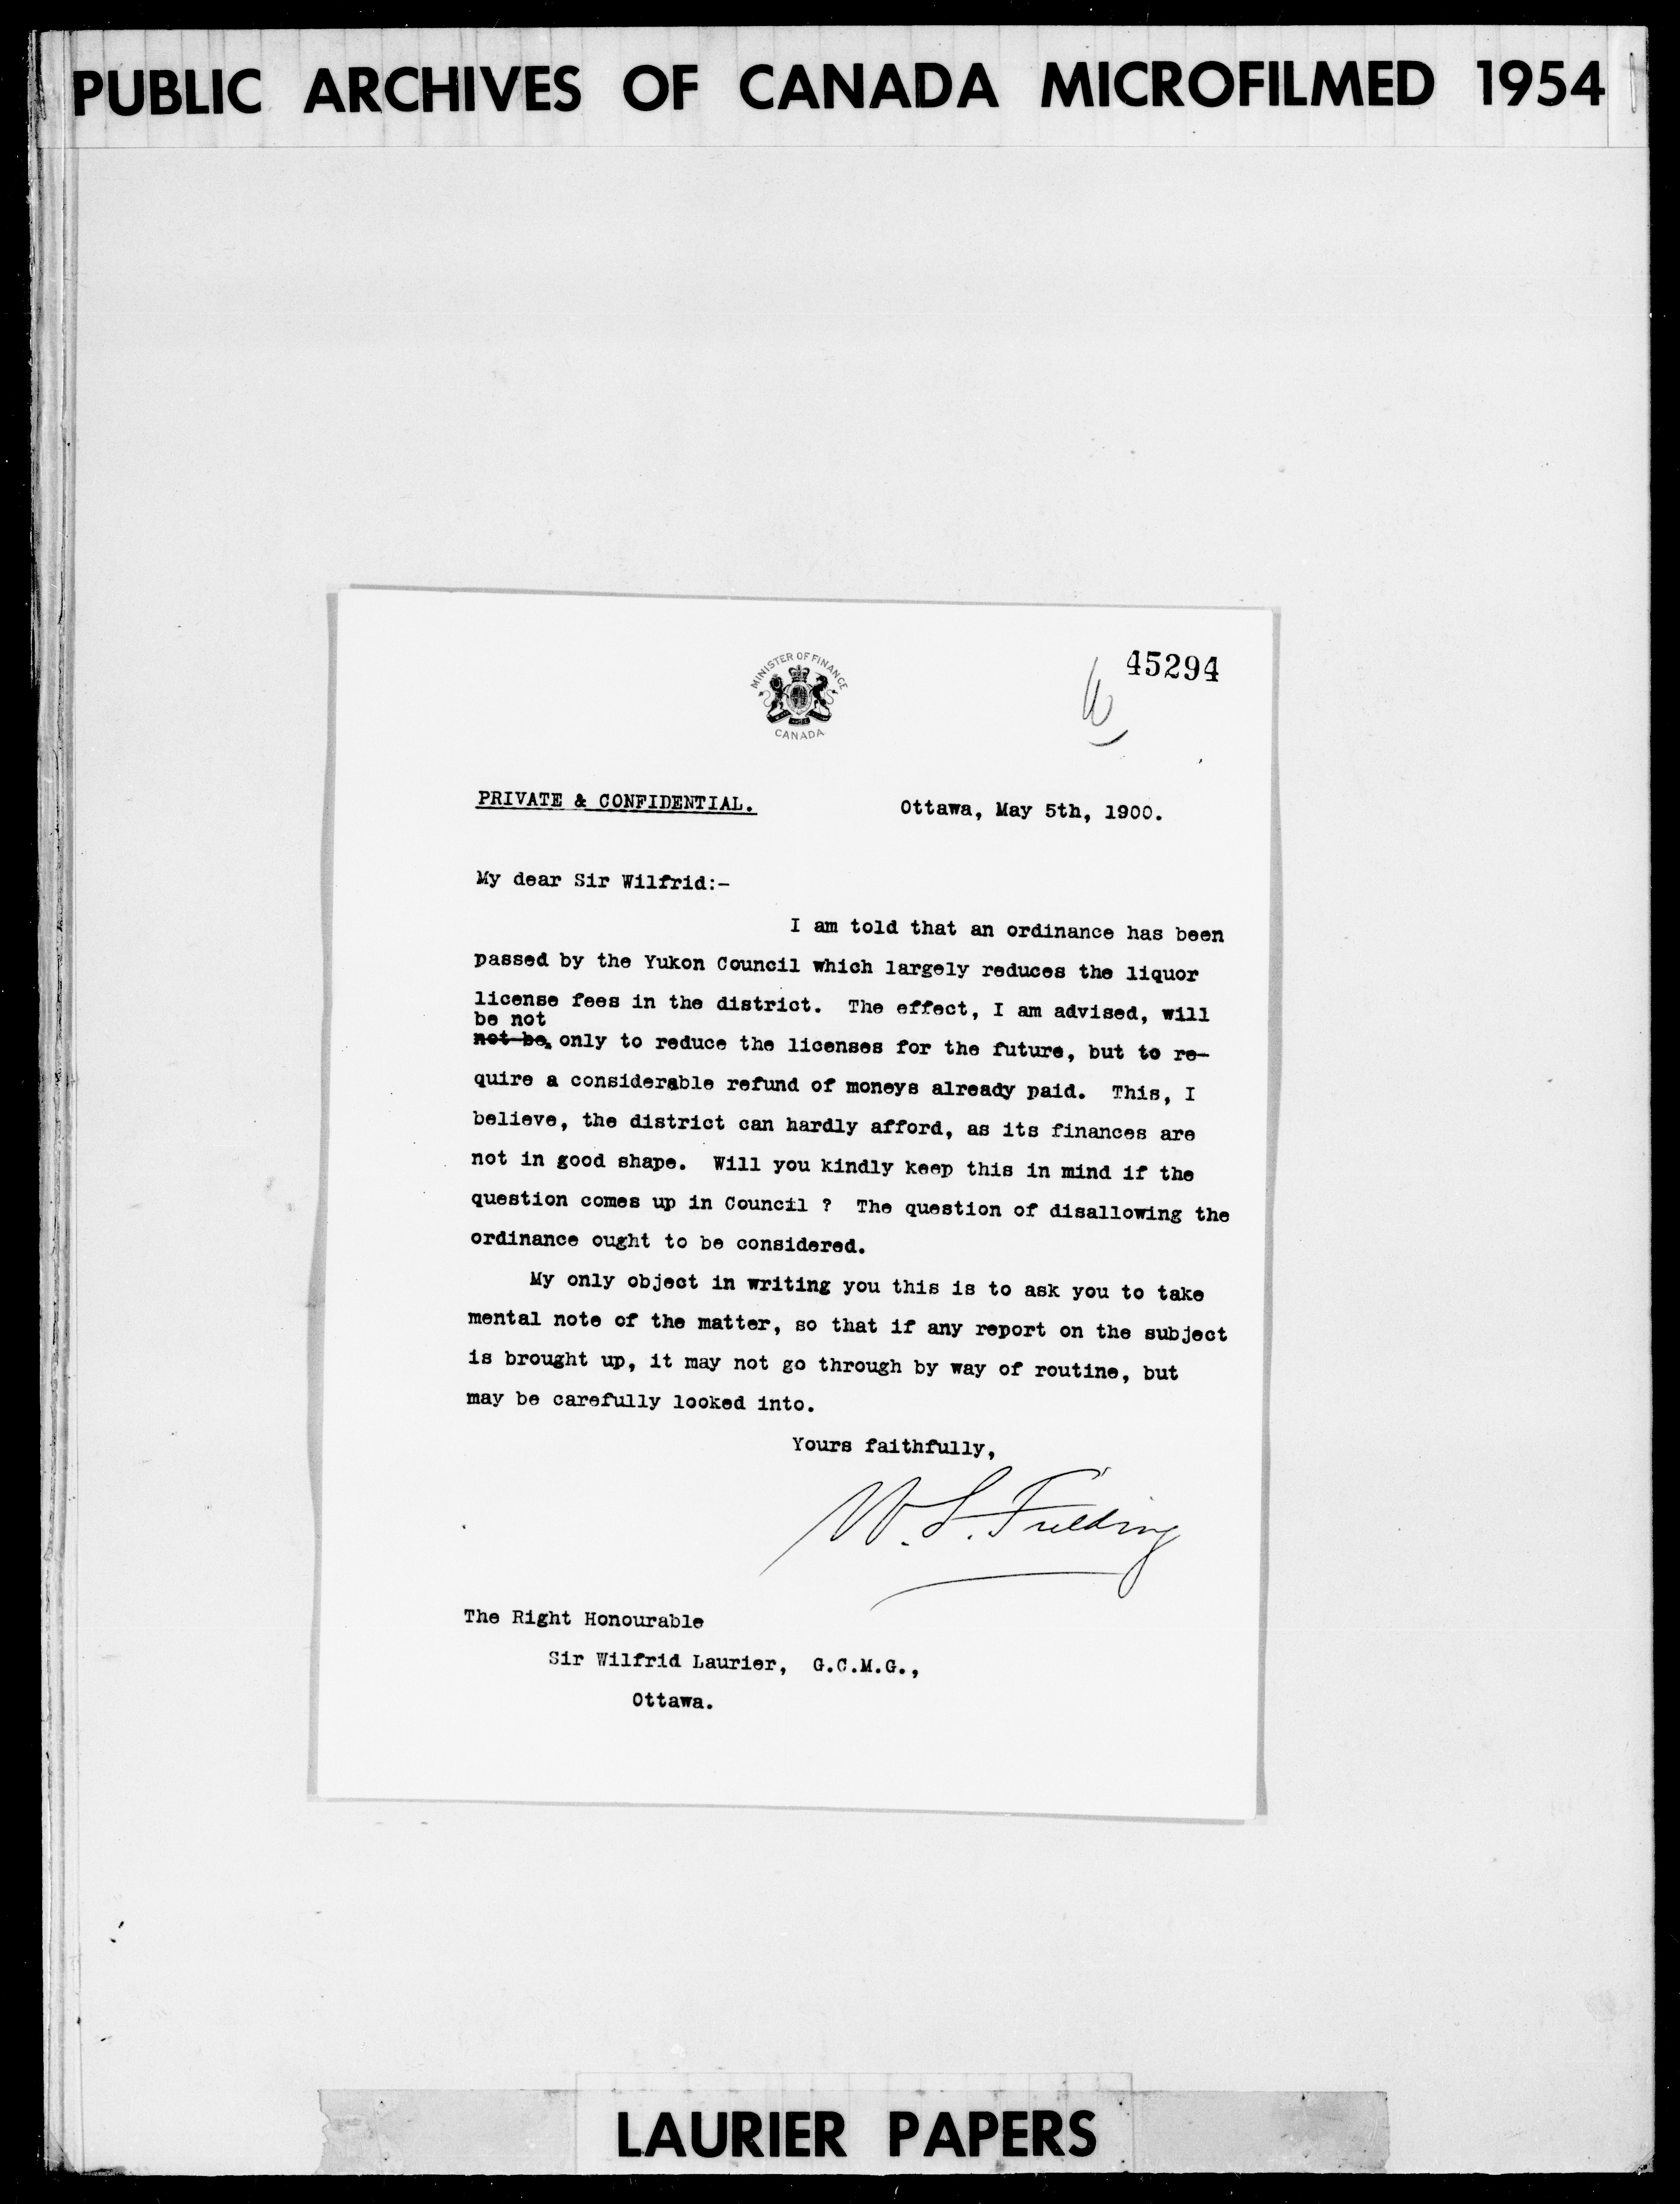 PUBLIC ARCHIVES OF CANADA MICROFILMED 1954
MINISTER OF FINANCE
CANADA
45294
PRIVATE & CONFIDENTIAL.
Ottawa, May 5th, 1900.
My dear Sir Wilfrid:-
I am told that an ordinance has been
passed by the Yukon Council which largely reduces the liquor
license fees in the district. The effect, I am advised, will
be not
not be, only to reduce the licenses for the future, but to re-
quire a considerable refund of moneys already paid. This, I
believe, the district can hardly afford, as its finances are
not in good shape. Will you kindly keep this in mind if the
question comes up in Council ? The question of disallowing the
ordinance ought to be considered.
My only object in writing you this is to ask you to take
mental note of the matter, so that if any report on the subject
is brought up, it may not go through by way of routine, but
may be carefully looked into.
Yours faithfully,
W. S. Fielding
The Right Honourable
Sir Wilfrid Laurier, G.C.M.G.,
Ottawa.
LAURIER PAPERS